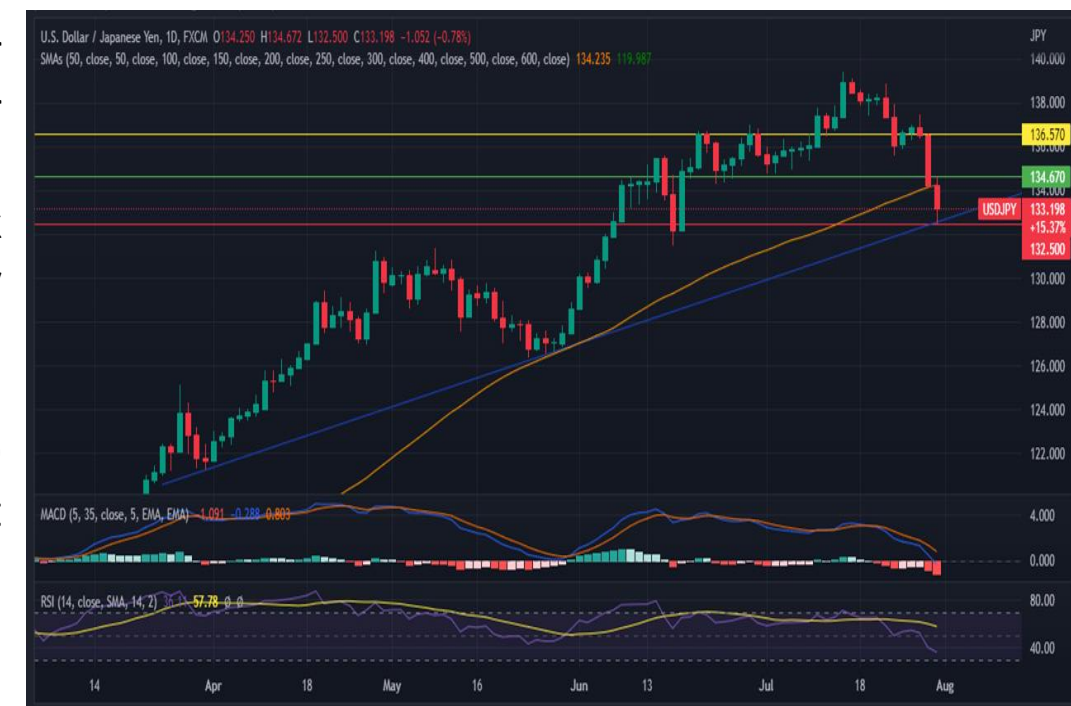 U.S. Dollar / Japanese Yen, 1D, FXCM O134.250 H134.672 L132.500 C133.198 -1.052 (-0.78%)
JPY
SMAs (50, close, 50, close, 100, close, 150, close, 200, close, 250, close, 300, close, 400, close, 500, close, 600, close) 134.235 119.987
140.000
138.000
136.570
136.000
134.670
134.000
USDJPY 133.198
+15.37%
132.500
130.000
128.000
126.000
124.000
122.000
MACD (5, 35, close, 5, EMA, EMA) -1.091 -0.288 0.803
4.000
0.000
RSI (14, close, SMA, 14, 2) 57.78 Ø Ø
80.00
40.00
14 Apr 18 May 16 Jun 13 Jul 18 Aug